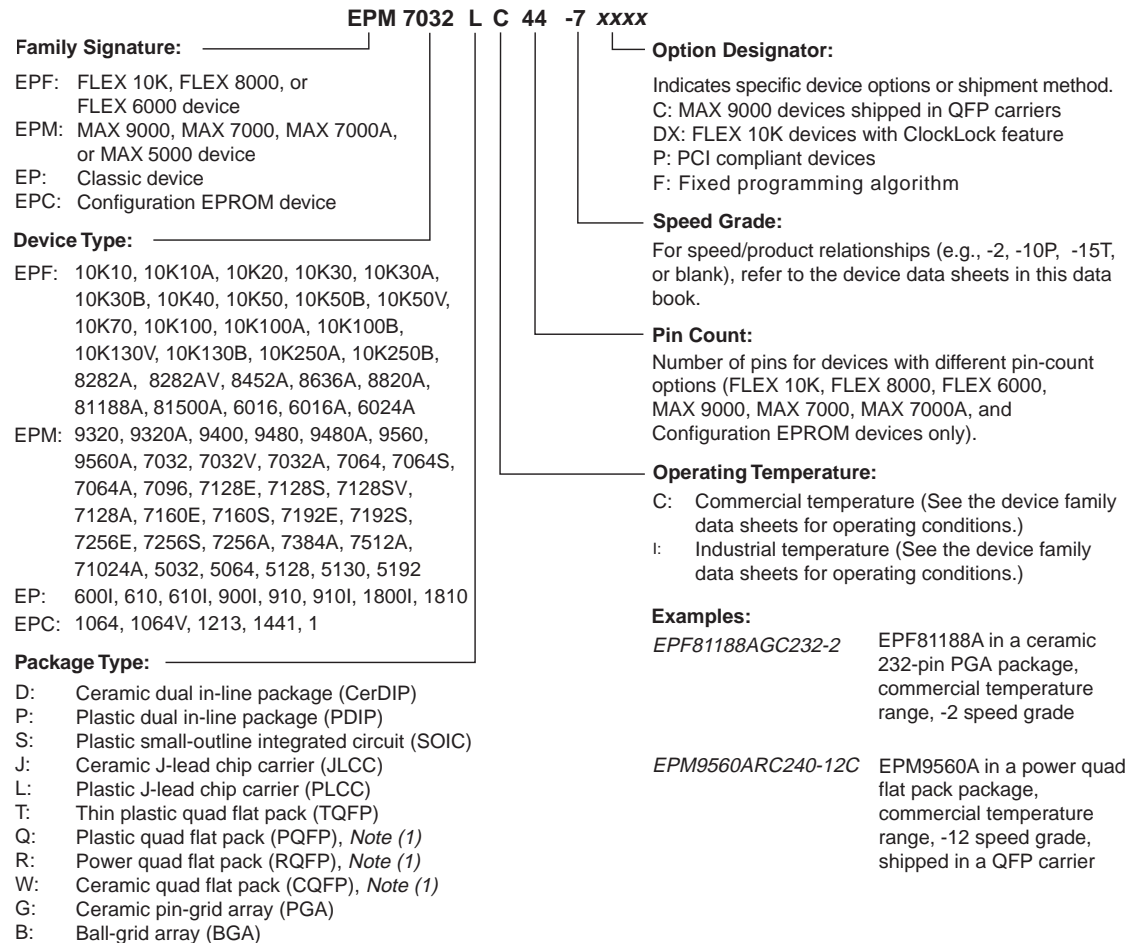 EPM 7032 L C 44 -7 xxxx
Family Signature:
EPF: FLEX 10K, FLEX 8000, or
FLEX 6000 device
EPM: MAX 9000, MAX 7000, MAX 7000A,
or MAX 5000 device
EP: Classic device
EPC: Configuration EPROM device
Device Type:
EPF: 10K10, 10K10A, 10K20, 10K30, 10K30A,
10K30B, 10K40, 10K50, 10K50B, 10K50V,
10K70, 10K100, 10K100A, 10K100B,
10K130V, 10K130B, 10K250A, 10K250B,
8282A, 8282AV, 8452A, 8636A, 8820A,
81188A, 81500A, 6016, 6016A, 6024A
EPM: 9320, 9320A, 9400, 9480, 9480A, 9560,
9560A, 7032, 7032V, 7032A, 7064, 7064S,
7064A, 7096, 7128E, 7128S, 7128SV,
7128A, 7160E, 7160S, 7192E, 7192S,
7256E, 7256S, 7256A, 7384A, 7512A,
71024A, 5032, 5064, 5128, 5130, 5192
EP: 600I, 610, 610I, 900I, 910, 910I, 1800I, 1810
EPC: 1064, 1064V, 1213, 1441, 1
Package Type:
D: Ceramic dual in-line package (CerDIP)
P: Plastic dual in-line package (PDIP)
S: Plastic small-outline integrated circuit (SOIC)
J: Ceramic J-lead chip carrier (JLCC)
L: Plastic J-lead chip carrier (PLCC)
T: Thin plastic quad flat pack (TQFP)
Q: Plastic quad flat pack (PQFP), Note (1)
R: Power quad flat pack (RQFP), Note (1)
W: Ceramic quad flat pack (CQFP), Note (1)
G: Ceramic pin-grid array (PGA)
B: Ball-grid array (BGA)
Option Designator:
Indicates specific device options or shipment method.
C: MAX 9000 devices shipped in QFP carriers
DX: FLEX 10K devices with ClockLock feature
P: PCI compliant devices
F: Fixed programming algorithm
Speed Grade:
For speed/product relationships (e.g., -2, -10P, -15T,
or blank), refer to the device data sheets in this data
book.
Pin Count:
Number of pins for devices with different pin-count
options (FLEX 10K, FLEX 8000, FLEX 6000,
MAX 9000, MAX 7000, MAX 7000A, and
Configuration EPROM devices only).
Operating Temperature:
C: Commercial temperature (See the device family
data sheets for operating conditions.)
I: Industrial temperature (See the device family
data sheets for operating conditions.)
Examples:
EPF81188AGC232-2 EPF81188A in a ceramic
232-pin PGA package,
commercial temperature
range, -2 speed grade
EPM9560ARC240-12C EPM9560A in a power quad
flat pack package,
commercial temperature
range, -12 speed grade,
shipped in a QFP carrier